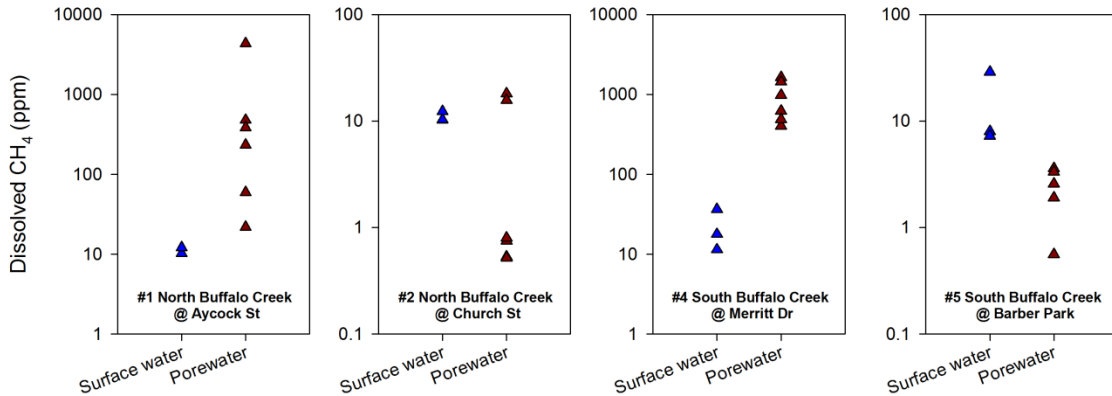 Dissolved CH4 (ppm)
10000
1000
100
10
1
#1 North Buffalo Creek
@ Aycock St
Surface water
Porewater
100
10
1
0.1
#2 North Buffalo Creek
@ Church St
Surface water
Porewater
10000
1000
100
10
1
#4 South Buffalo Creek
@ Merritt Dr
Surface water
Porewater
100
10
1
0.1
#5 South Buffalo Creek
@ Barber Park
Surface water
Porewater